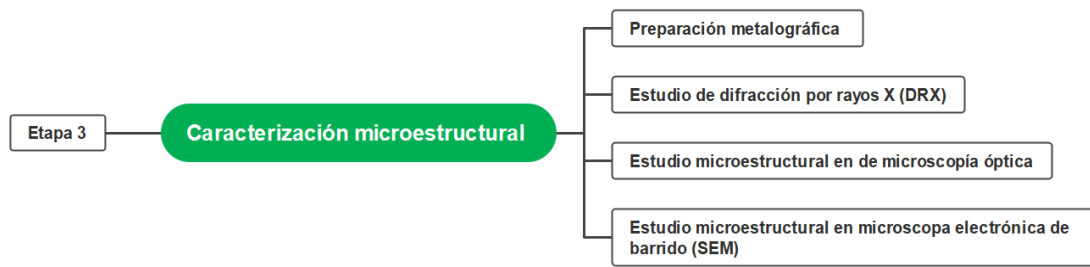 Preparación metalográfica
Estudio de difracción por rayos X (DRX)
Etapa 3
Caracterización microestructural
Estudio microestructural en de microscopía óptica
Estudio microestructural en microscopa electrónica de
barrido (SEM)